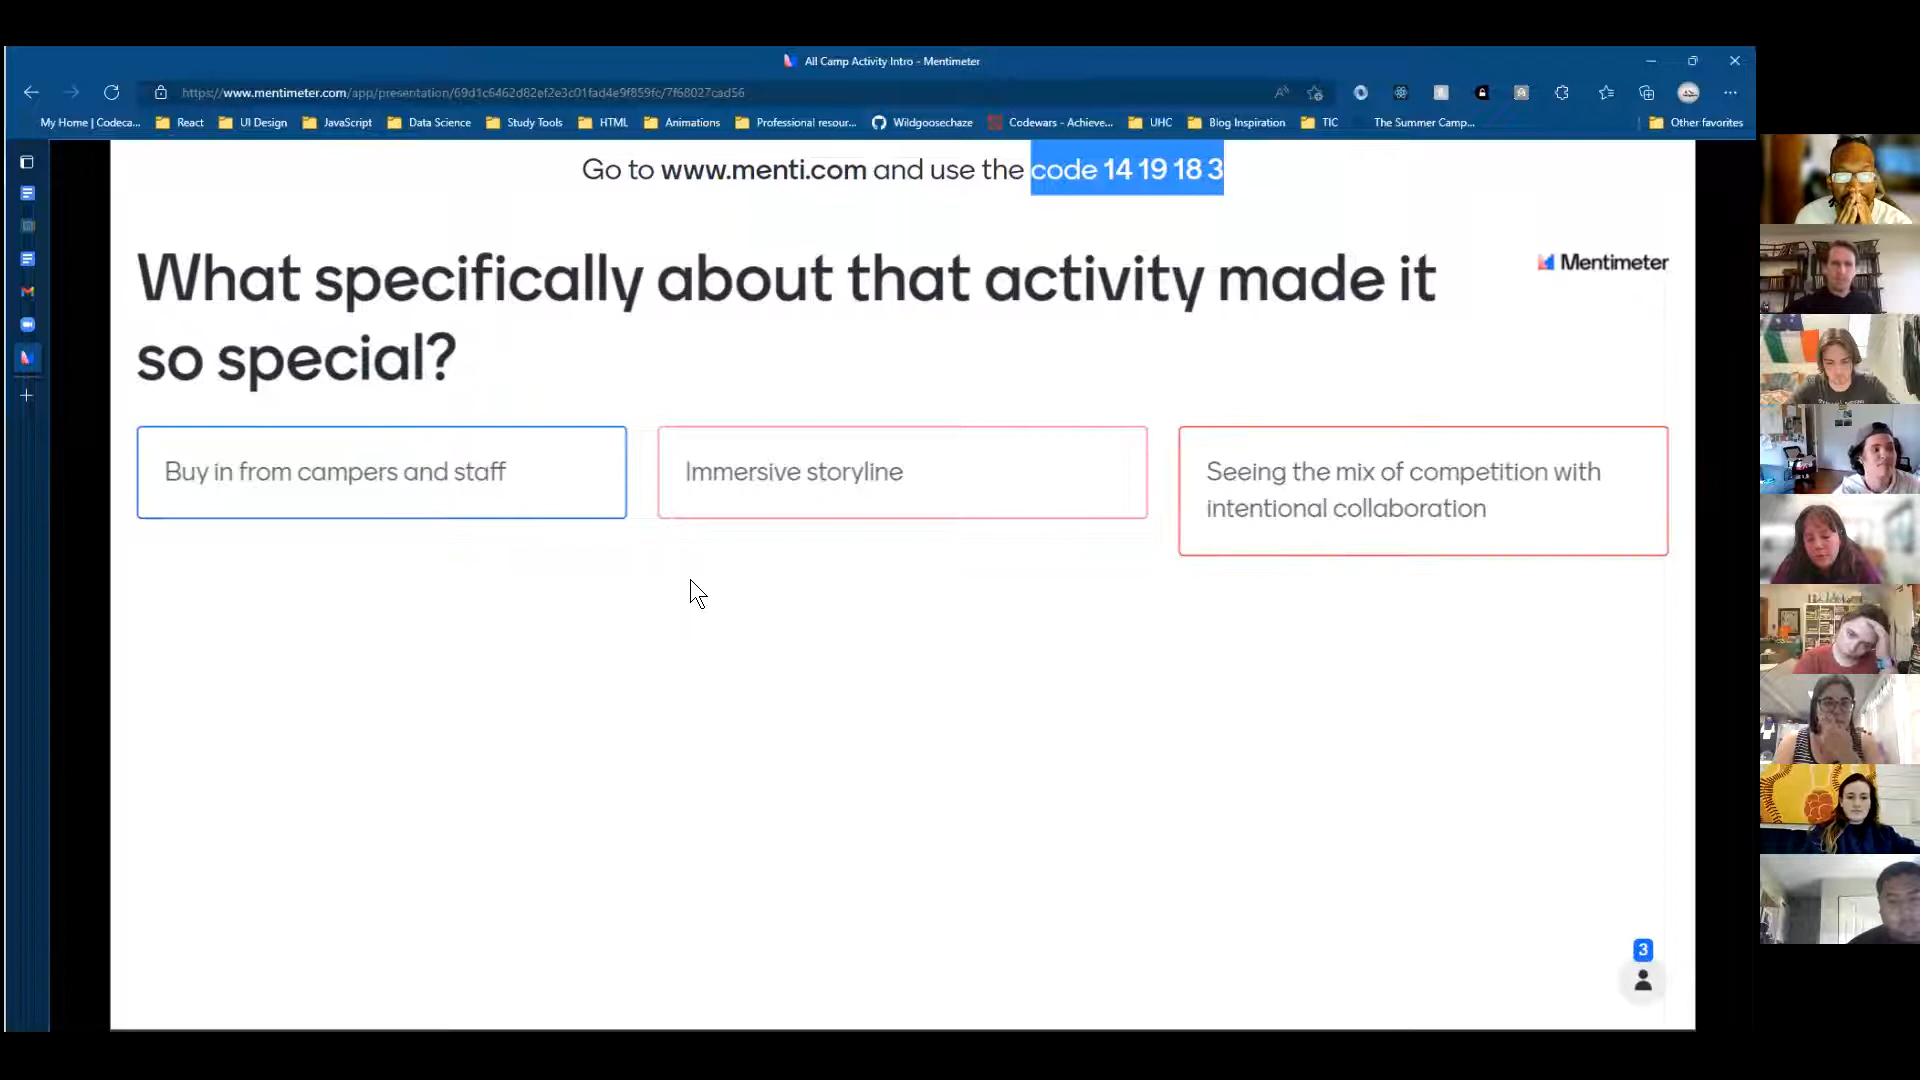 All Camp Activity Intro - Mentimeter
https://www.mentimeter.com/app/presentation/69d1c6462d82ef2e3c01fad4e9f859fc/7f68027cad56
My Home | Codeca... React UI Design JavaScript Data Science Study Tools HTML Animations Professional resour... Wildgoosechaze Codewars - Achieve... UHC Blog Inspiration TIC The Summer Camp... Other favorites
Go to www.menti.com and use the code 14 19 18 3
Mentimeter
What specifically about that activity made it
so special?
Buy in from campers and staff
Immersive storyline
Seeing the mix of competition with
intentional collaboration
3